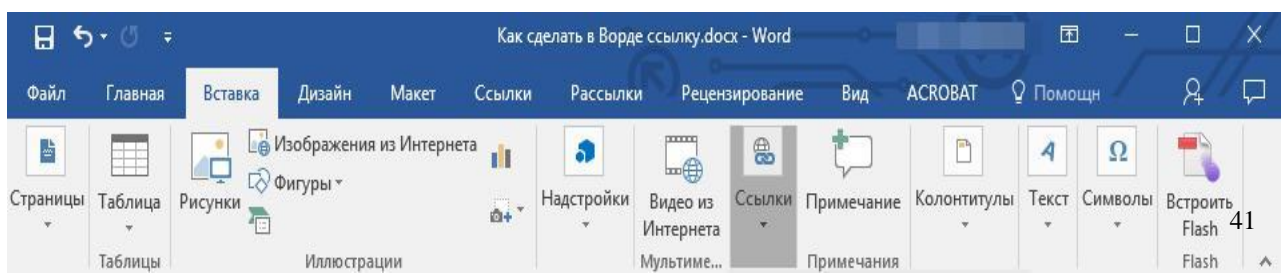 Как сделать в Ворде ссылку.docx - Word
Файл Главная Вставка Дизайн Макет Ссылки Рассылки Рецензирование Вид ACROBAT Помощн
Страницы
Таблица
Таблицы
Рисунки
Изображения из Интернета
Фигуры
Иллюстрации
Надстройки
Видео из
Интернета
Мультиме...
Ссылки
Примечание
Примечания
Колонтитулы
Текст
Символы
Встроить
Flash
Flash
41